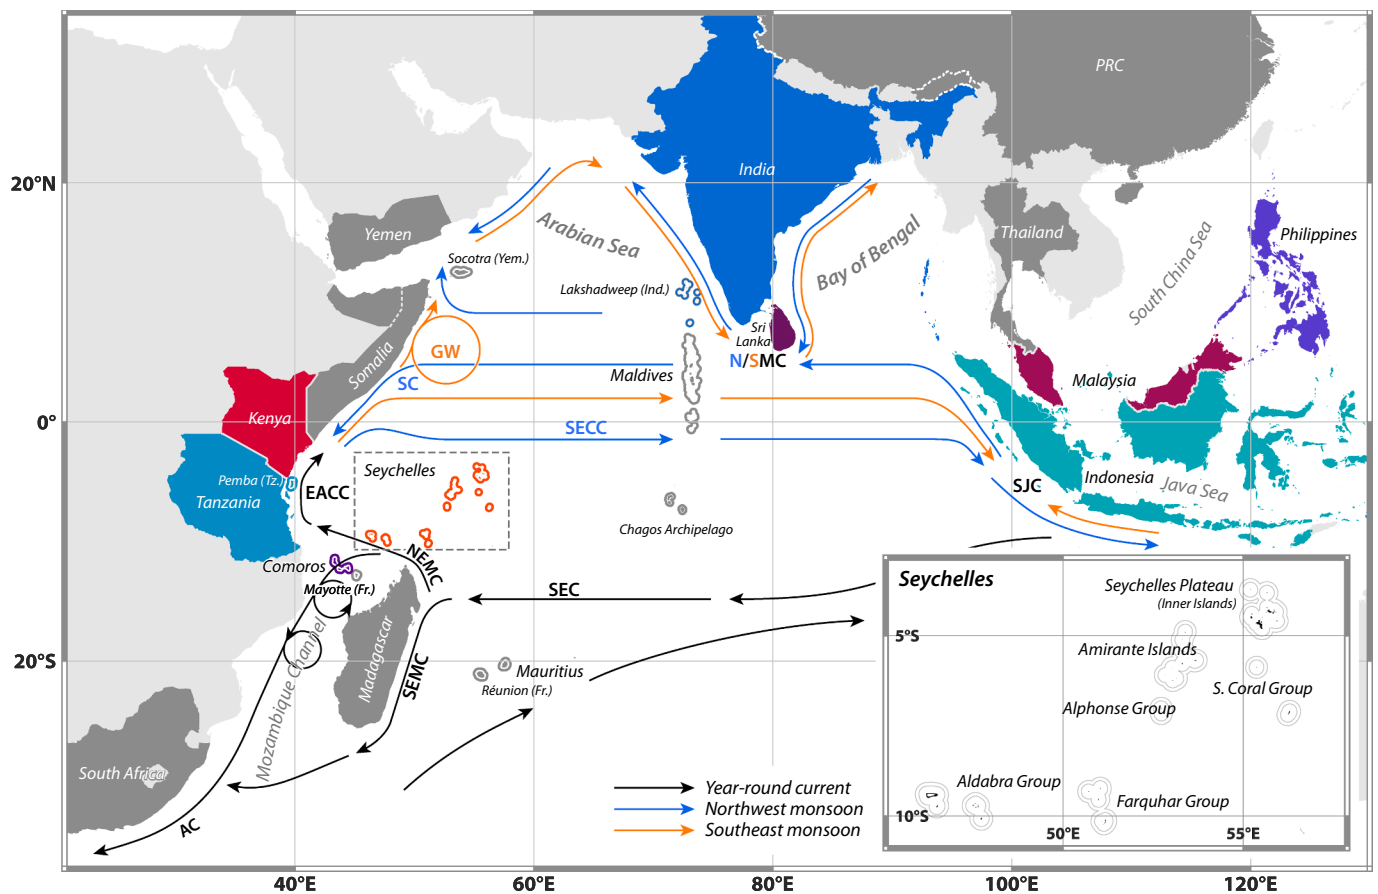 PRC
20°N
India
Yemen
Arabian Sea
Bay of Bengal
Thailand
South China Sea
Philippines
Socotra (Yem.)
Lakshadweep (Ind.)
Sri
Lanka
GW
N/SMC
Somalia
SC
Maldives
Malaysia
Kenya
0°
SECC
Seychelles
Pemba (Tz.)
Tanzania
EACC
Indonesia
SJC
Java Sea
Chagos Archipelago
NEMC
Comoros
Mayotte (Fr.)
SEC
Madagascar
Mozambique Channel
SEMC
20°S
Mauritius
Réunion (Fr.)
South Africa
AC
Year-round current
Northwest monsoon
Southeast monsoon
Seychelles
Seychelles Plateau
(Inner Islands)
5°S
Amirante Islands
S. Coral Group
Alphonse Group
Aldabra Group
Farquhar Group
10°S
50°E
55°E
40°E
60°E
80°E
100°E
120°E